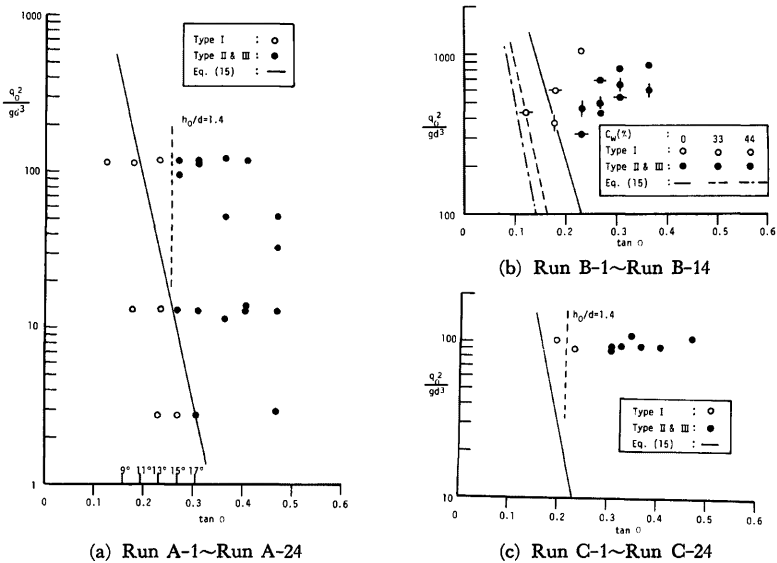 1000
q₀²
gd³
100
10
1
0
0.1
0.2
0.3
0.4
0.5
0.6
9°
11°
13°
15°
17°
tan θ
Type I : ○
Type II & III : ●
Eq. (15) : —
h₀/d=1.4
(a) Run A-1~Run A-24
1000
q₀²
gd³
100
0
0.1
0.2
0.3
0.4
0.5
0.6
tan θ
C_w(%) : 0 33 44
Type I : ○ ○ ○
Type II & III : ● ● ●
Eq. (15) : — – – –·–
(b) Run B-1~Run B-14
100
q₀²
gd³
10
0
0.1
0.2
0.3
0.4
0.5
0.6
tan θ
h₀/d=1.4
Type I : ○
Type II & III : ●
Eq. (15) : —
(c) Run C-1~Run C-24